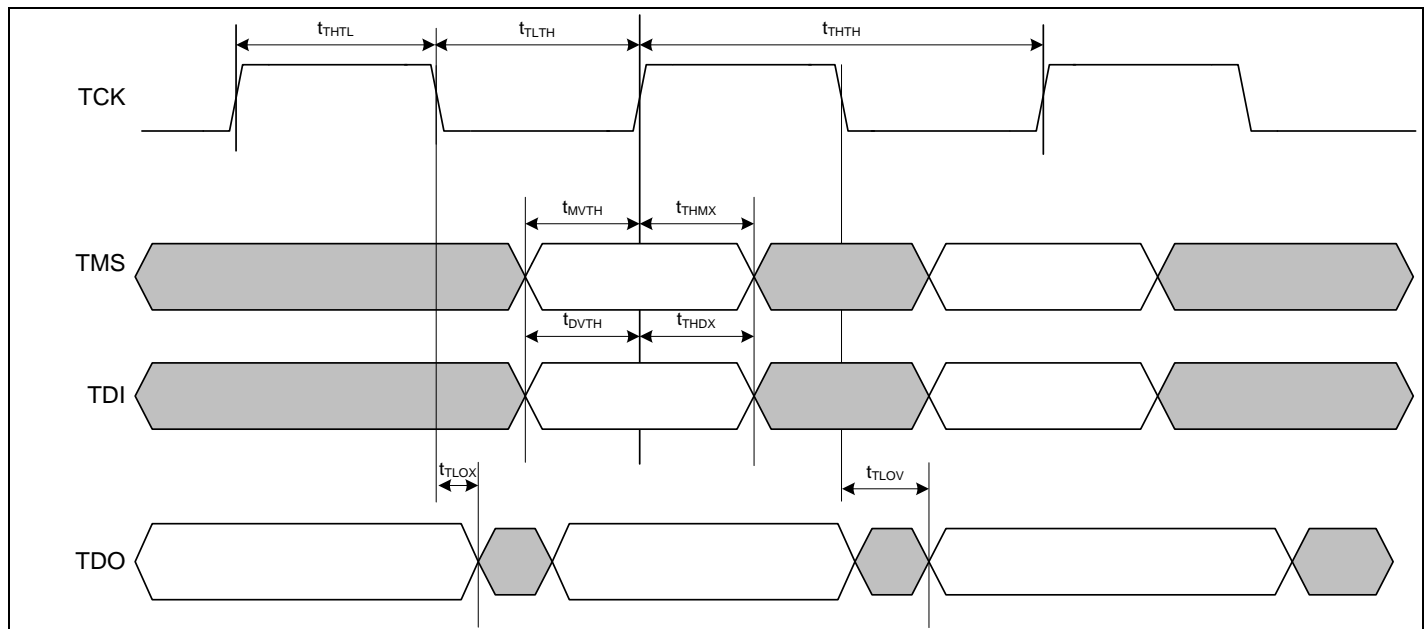 tTHTL tTLTH tTHTH
TCK
tMVTH tTHMX
TMS
tDVTH tTHDX
TDI
tTLOX tTLOV
TDO